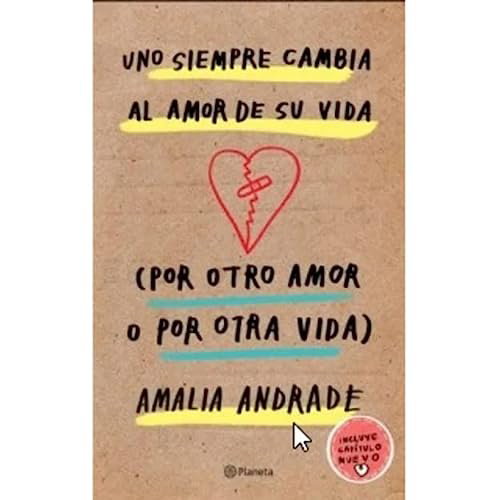 UNO SIEMPRE CAMBIA
AL AMOR DE SU VIDA
(POR OTRO AMOR
O POR OTRA VIDA)
AMALIA ANDRADE
INCLUYE
CAPÍTULO
NUEVO
Planeta